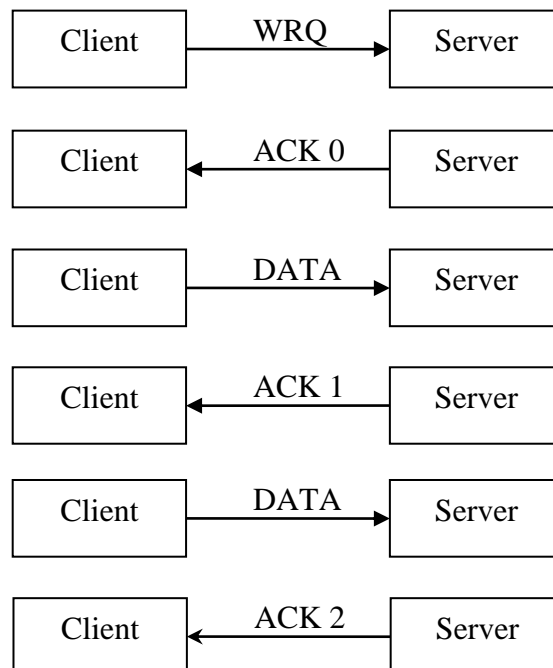 Client WRQ Server
Client ACK 0 Server
Client DATA Server
Client ACK 1 Server
Client DATA Server
Client ACK 2 Server